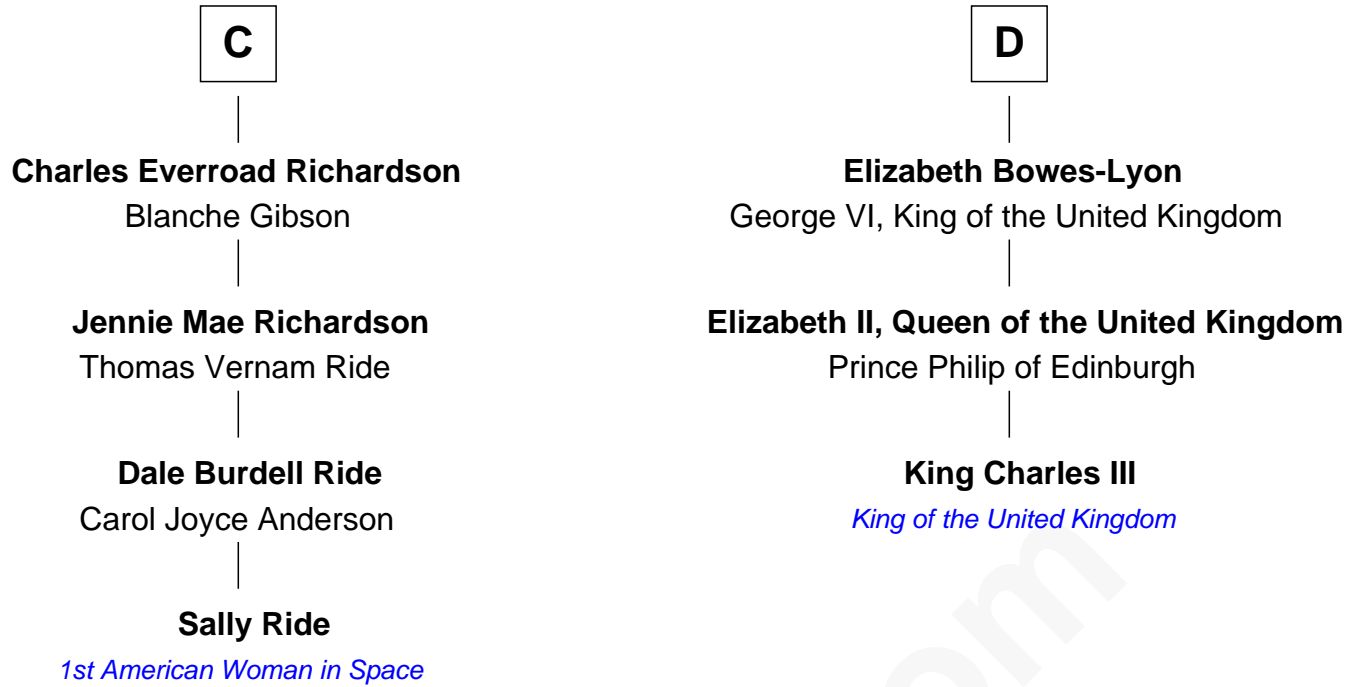 C
Charles Everroad Richardson
Blanche Gibson
Jennie Mae Richardson
Thomas Vernam Ride
Dale Burdell Ride
Carol Joyce Anderson
Sally Ride
1st American Woman in Space
D
Elizabeth Bowes-Lyon
George VI, King of the United Kingdom
Elizabeth II, Queen of the United Kingdom
Prince Philip of Edinburgh
King Charles III
King of the United Kingdom